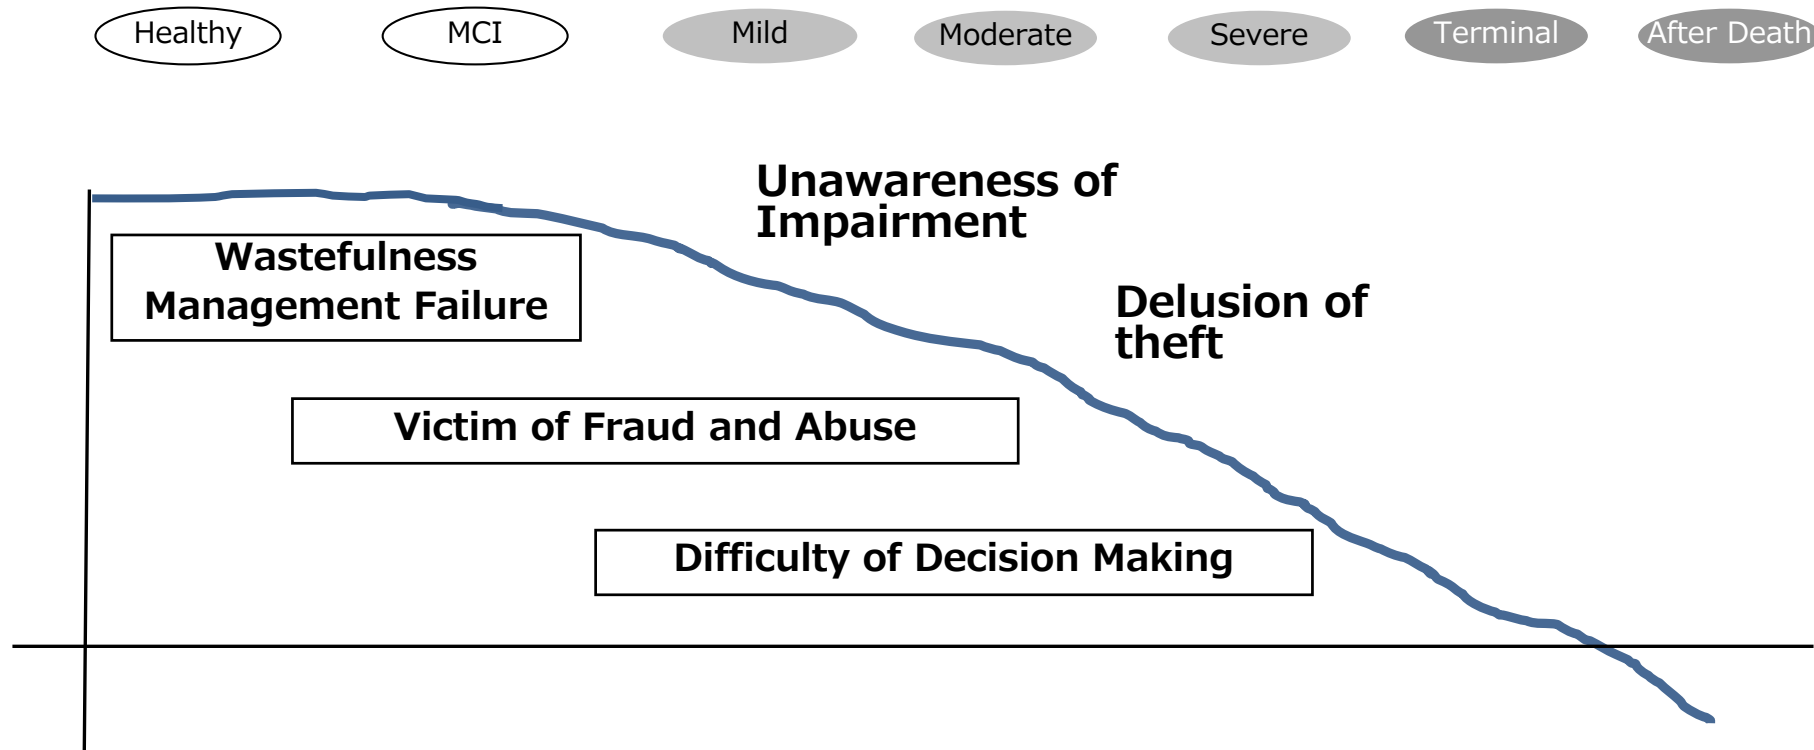 Healthy
MCI
Mild
Moderate
Severe
Terminal
After Death
Unawareness of
Impairment
Wastefulness
Management Failure
Delusion of
theft
Victim of Fraud and Abuse
Difficulty of Decision Making